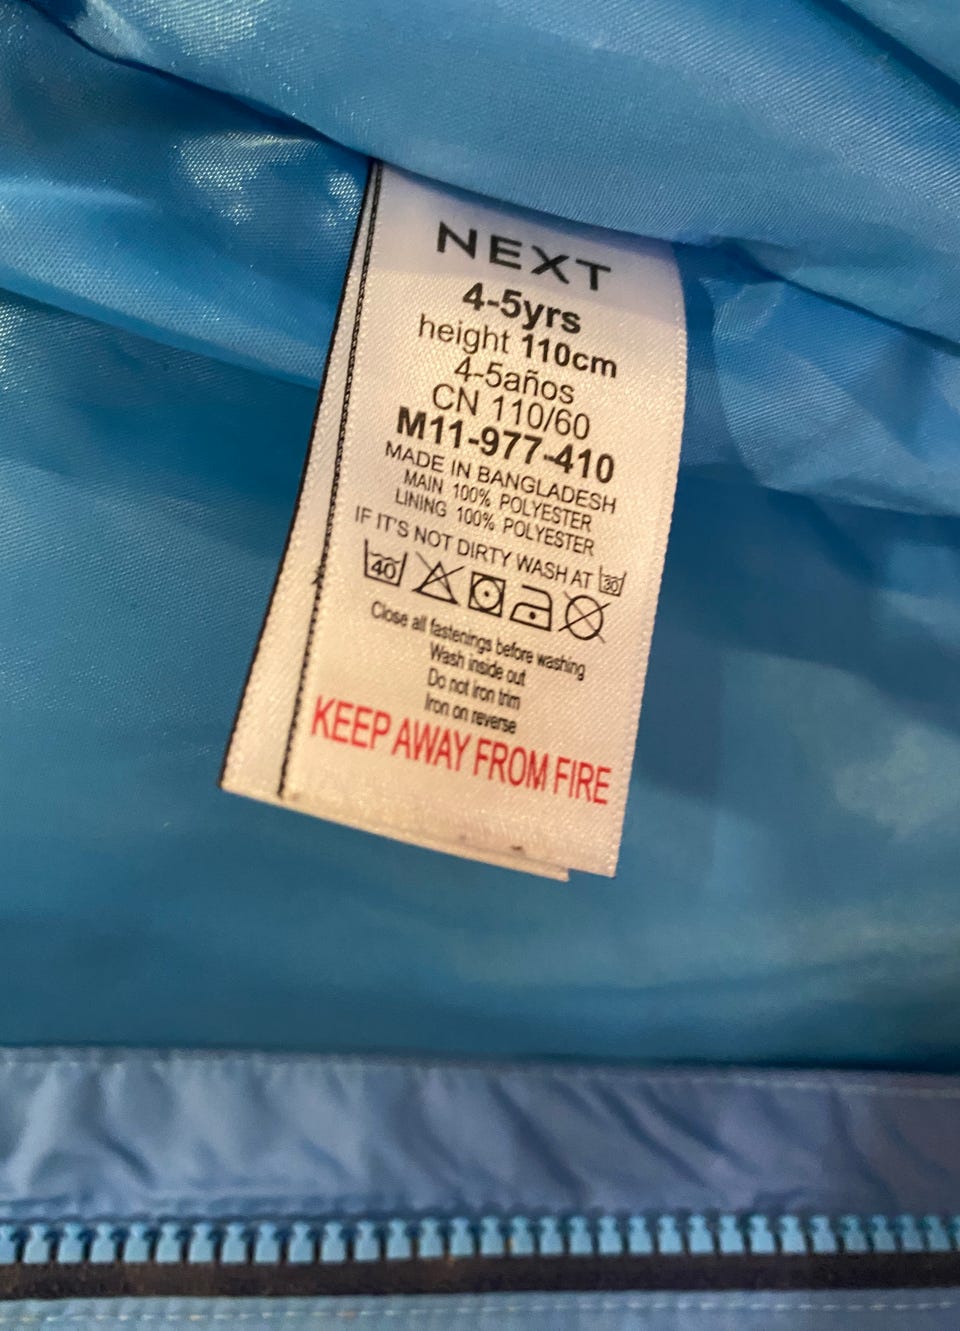 NEXT
4-5yrs
height 110cm
4-5años
CN 110/60
M11-977-410
MADE IN BANGLADESH
MAIN 100% POLYESTER
LINING 100% POLYESTER
IF IT'S NOT DIRTY WASH AT 30
40
Close all fastenings before washing
Wash inside out
Do not iron trim
Iron on reverse
KEEP AWAY FROM FIRE